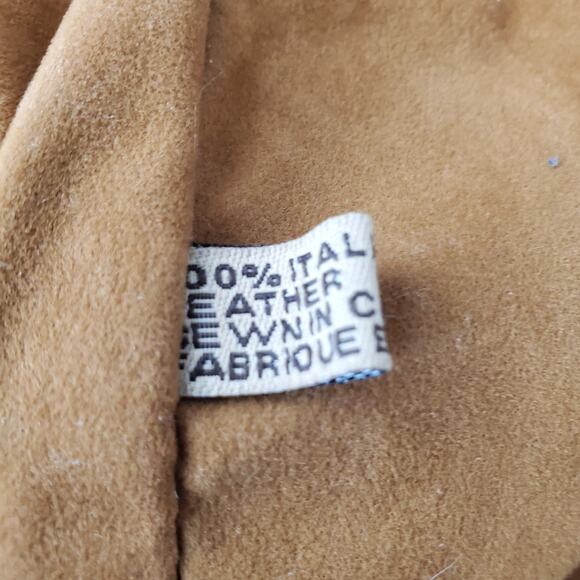 00% ITAL
EATHER
SEWN IN C
FABRIQUE E